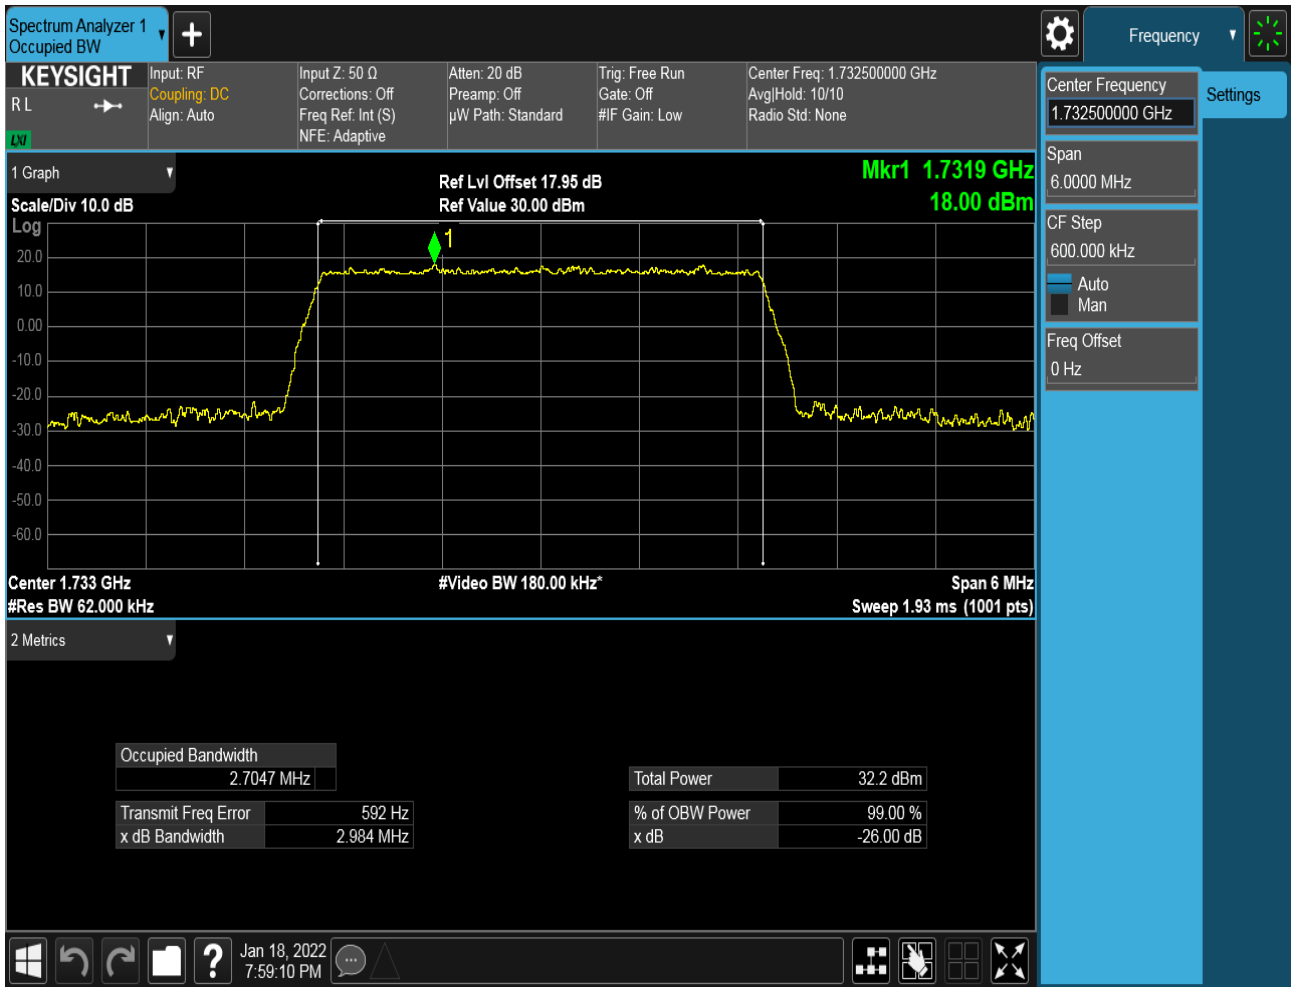 Spectrum Analyzer 1
Occupied BW
Frequency
KEYSIGHT
R L
LXI
Input: RF
Coupling: DC
Align: Auto
Input Z: 50 Ω
Corrections: Off
Freq Ref: Int (S)
NFE: Adaptive
Atten: 20 dB
Preamp: Off
µW Path: Standard
Trig: Free Run
Gate: Off
#IF Gain: Low
Center Freq: 1.732500000 GHz
Avg|Hold: 10/10
Radio Std: None
Center Frequency
1.732500000 GHz
Settings
Span
6.0000 MHz
CF Step
600.000 kHz
Auto
Man
Freq Offset
0 Hz
1 Graph
Ref Lvl Offset 17.95 dB
Mkr1 1.7319 GHz
Scale/Div 10.0 dB
Ref Value 30.00 dBm
18.00 dBm
Log
1
20.0
10.0
0.00
-10.0
-20.0
-30.0
-40.0
-50.0
-60.0
Center 1.733 GHz
#Video BW 180.00 kHz*
Span 6 MHz
#Res BW 62.000 kHz
Sweep 1.93 ms (1001 pts)
2 Metrics
Occupied Bandwidth
2.7047 MHz
Total Power 32.2 dBm
Transmit Freq Error 592 Hz
% of OBW Power 99.00 %
x dB Bandwidth 2.984 MHz
x dB -26.00 dB
?
Jan 18, 2022
7:59:10 PM